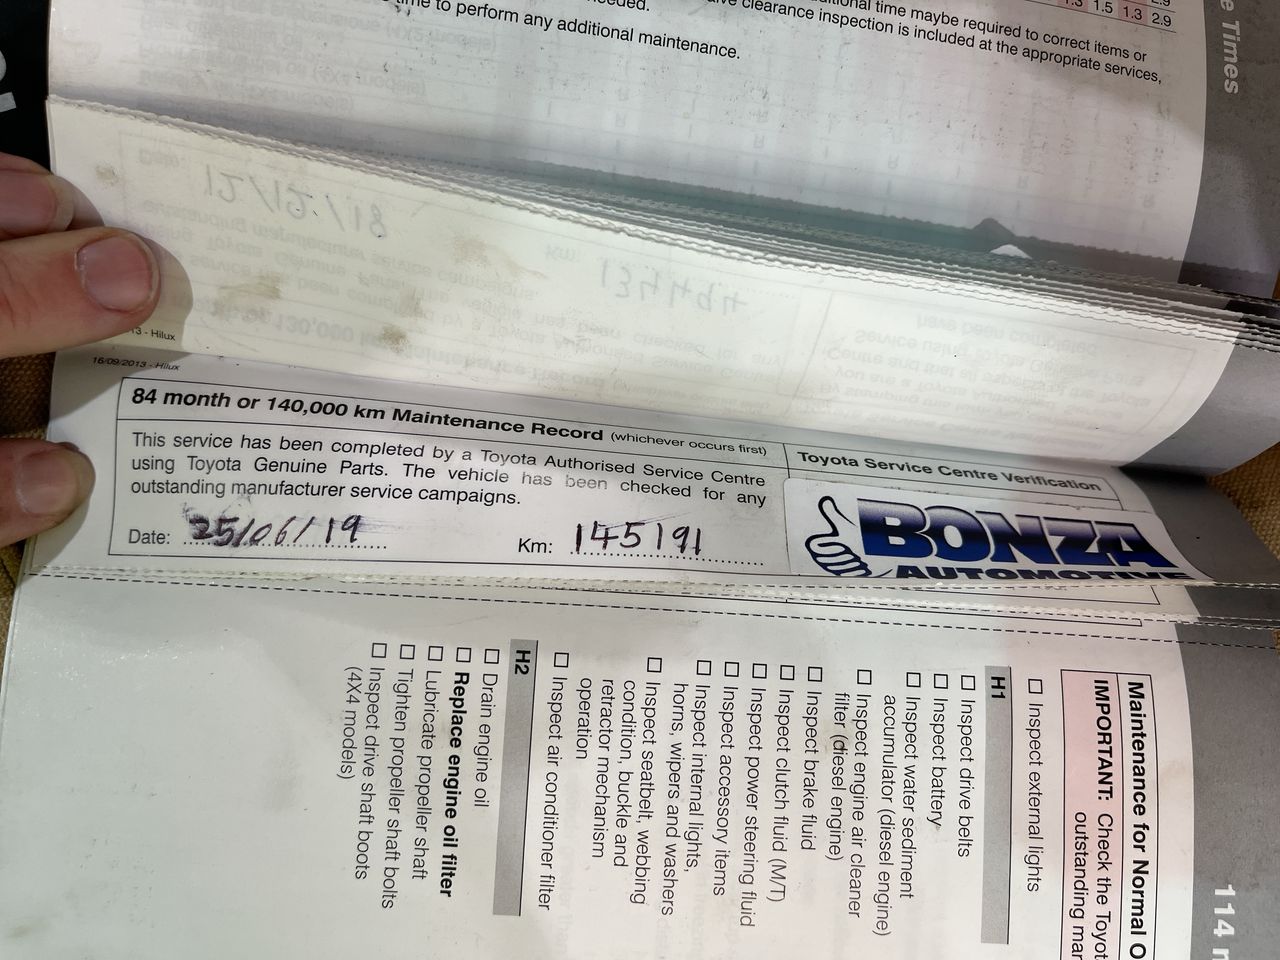 1.3 1.5 1.3 2.9
e Times
time maybe required to correct items or
clearance inspection is included at the appropriate services,
to perform any additional maintenance.
13 - Hilux
16/09/2013 - Hilux
84 month or 140,000 km Maintenance Record (whichever occurs first)
This service has been completed by a Toyota Authorised Service Centre
using Toyota Genuine Parts. The vehicle has been checked for any
outstanding manufacturer service campaigns.
Date: 25/06/19
Km: 145191
Toyota Service Centre Verification
BONZA
AUTOMOTIVE
114 m
Maintenance for Normal O
IMPORTANT: Check the Toyot
outstanding mar
☐ Inspect external lights
H1
☐ Inspect drive belts
☐ Inspect battery
☐ Inspect water sediment
accumulator (diesel engine)
☐ Inspect engine air cleaner
filter (diesel engine)
☐ Inspect brake fluid
☐ Inspect clutch fluid (M/T)
☐ Inspect power steering fluid
☐ Inspect accessory items
☐ Inspect internal lights,
horns, wipers and washers
☐ Inspect seatbelt, webbing
condition, buckle and
retractor mechanism
operation
☐ Inspect air conditioner filter
H2
☐ Drain engine oil
☐ Replace engine oil filter
☐ Lubricate propeller shaft
☐ Tighten propeller shaft bolts
☐ Inspect drive shaft boots
(4X4 models)